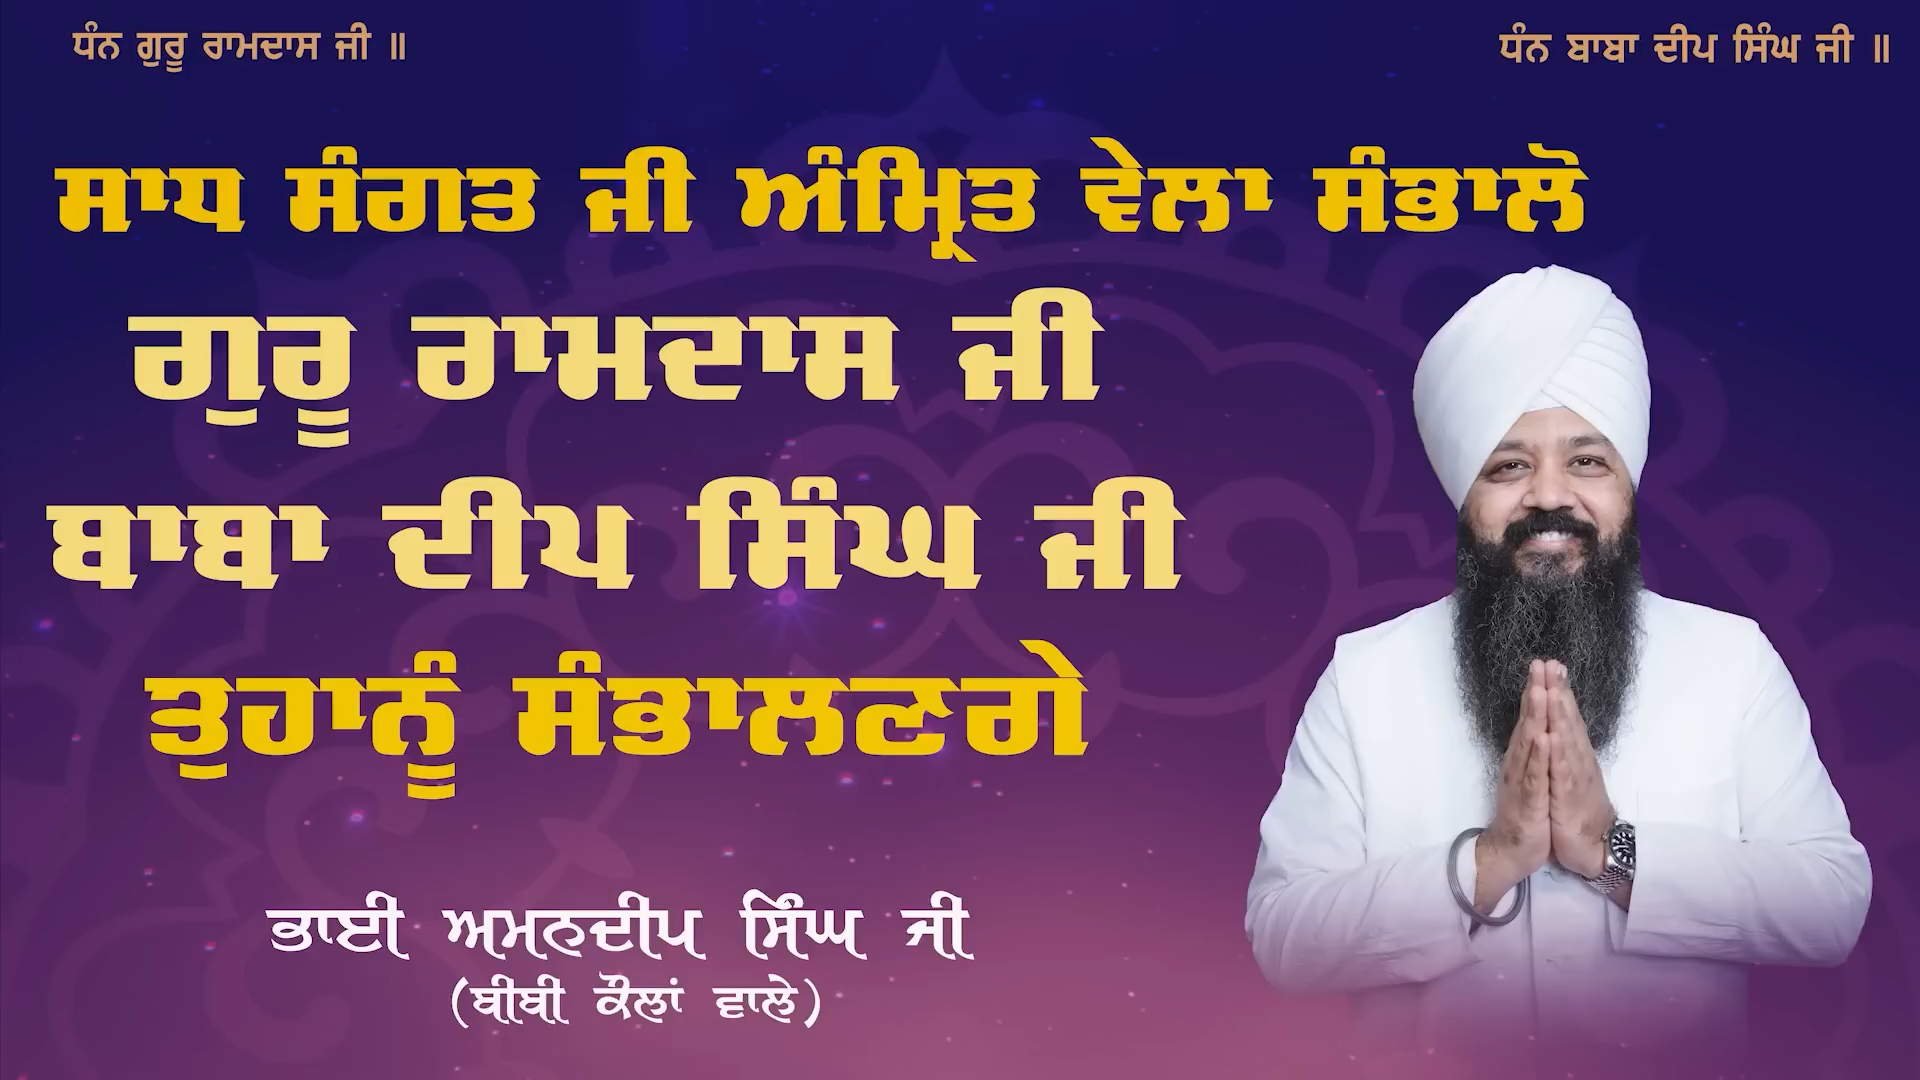 ਧੰਨ ਗੁਰੂ ਰਾਮਦਾਸ ਜੀ ॥
ਧੰਨ ਬਾਬਾ ਦੀਪ ਸਿੰਘ ਜੀ ॥
ਸਾਧ ਸੰਗਤ ਜੀ ਅੰਮ੍ਰਿਤ ਵੇਲਾ ਸੰਭਾਲੋ
ਗੁਰੂ ਰਾਮਦਾਸ ਜੀ
ਬਾਬਾ ਦੀਪ ਸਿੰਘ ਜੀ
ਤੁਹਾਨੂੰ ਸੰਭਾਲਣਗੇ
ਭਾਈ ਅਮਨਦੀਪ ਸਿੰਘ ਜੀ
(ਬੀਬੀ ਕੌਲਾਂ ਵਾਲੇ)